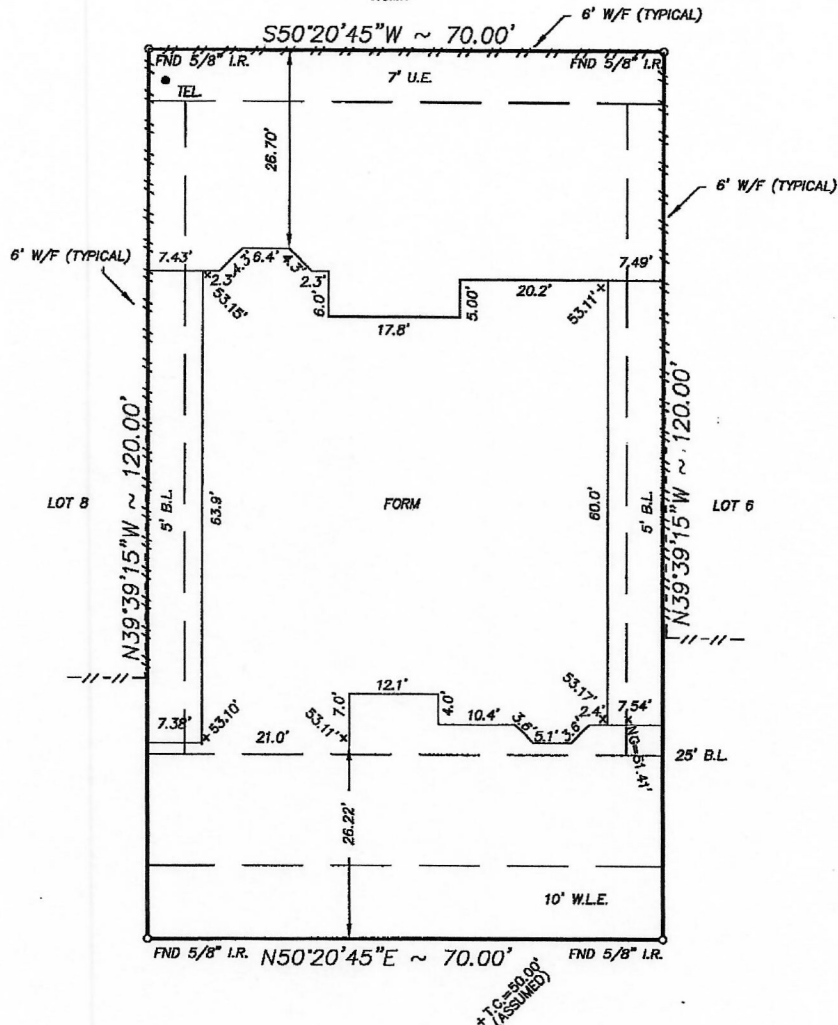 6' W/F (TYPICAL)
S50°20'45"W ~ 70.00'
FND 5/8" I.R.
FND 5/8" I.R.
7' U.E.
TEL.
26.70'
6' W/F (TYPICAL)
6' W/F (TYPICAL)
7.43'
2.3'
4.3'
6.4'
4.3'
2.3'
7.49'
53.15'
6.0'
17.8'
5.00'
20.2'
53.11'
N39°39'15"W ~ 120.00'
LOT 8
5' B.L.
63.9'
FORM
60.0'
5' B.L.
N39°39'15"W ~ 120.00'
LOT 6
12.1'
7.0'
4.0'
53.17'
2.4'
7.54'
7.38'
53.10'
21.0'
53.11'
10.4'
3.6'
5.1'
3.6'
NG=51.41'
25' B.L.
26.22'
10' W.L.E.
FND 5/8" I.R.
N50°20'45"E ~ 70.00'
FND 5/8" I.R.
T.C.=50.00'
(ASSUMED)